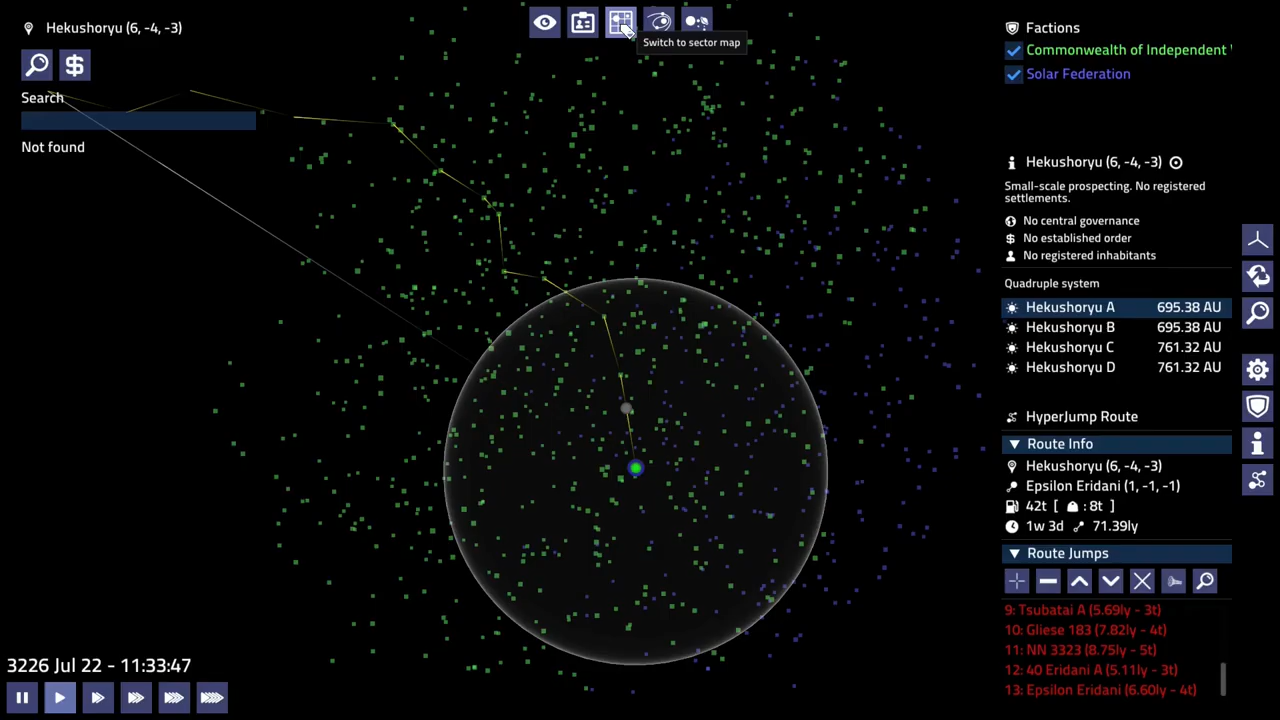 Hekushoryu (6, -4, -3)
Switch to sector map
Search
Not found
Factions
Commonwealth of Independent
Solar Federation
Hekushoryu (6, -4, -3)
Small-scale prospecting. No registered
settlements.
No central governance
No established order
No registered inhabitants
Quadruple system
Hekushoryu A 695.38 AU
Hekushoryu B 695.38 AU
Hekushoryu C 761.32 AU
Hekushoryu D 761.32 AU
HyperJump Route
Route Info
Hekushoryu (6, -4, -3)
Epsilon Eridani (1, -1, -1)
42t [ : 8t ]
1w 3d 71.39ly
Route Jumps
9: Tsubatai A (5.69ly - 3t)
10: Gliese 183 (7.82ly - 4t)
11: NN 3323 (8.75ly - 5t)
12: 40 Eridani A (5.11ly - 3t)
13: Epsilon Eridani (6.60ly - 4t)
3226 Jul 22 - 11:33:47